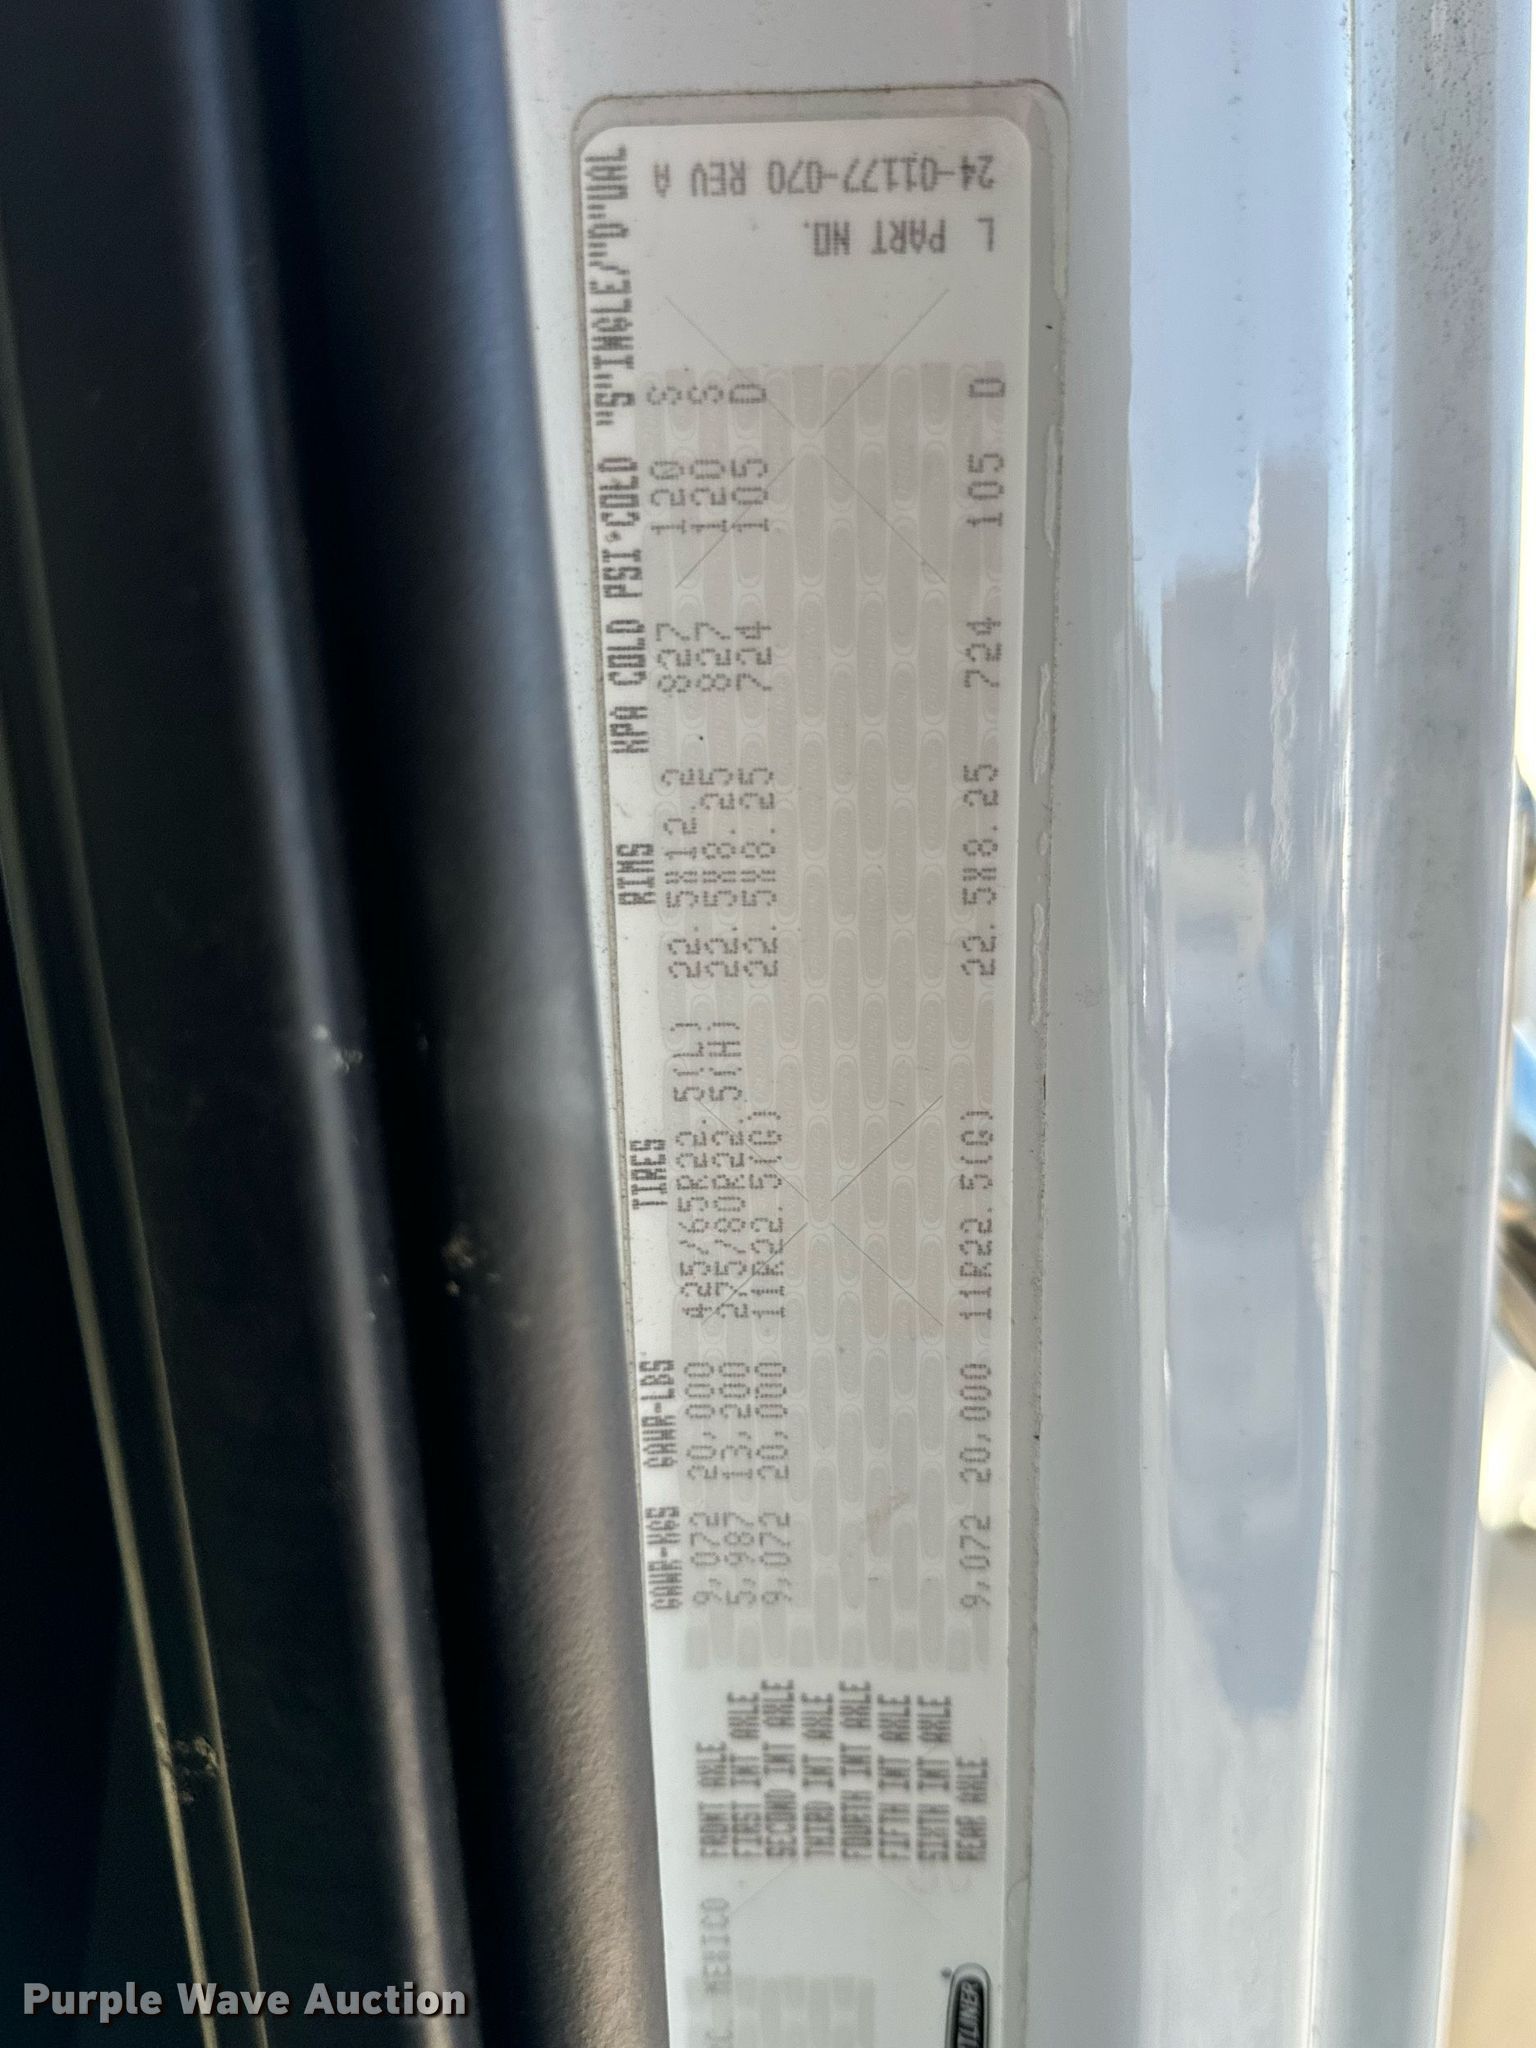 GAWR-KGS GAWR-LBS TIRES RIMS KPA COLD PSI-COLD "S"INGLE/"D"UAL
FRONT AXLE 9,072 20,000 425/65R22.5(L) 22.5X12.2 827 120 S
FIRST INT AXLE 5,987 13,200 275/80R22.5(H) 22.5X8.25 827 120 S
SECOND INT AXLE 9,072 20,000 11R22.5(G) 22.5X8.25 724 105 D
THIRD INT AXLE
FOURTH INT AXLE
FIFTH INT AXLE
SIXTH INT AXLE
REAR AXLE 9,072 20,000 11R22.5(G) 22.5X8.25 724 105 D
MEXICO
L PART NO.
24-01177-070 REV A
Purple Wave Auction